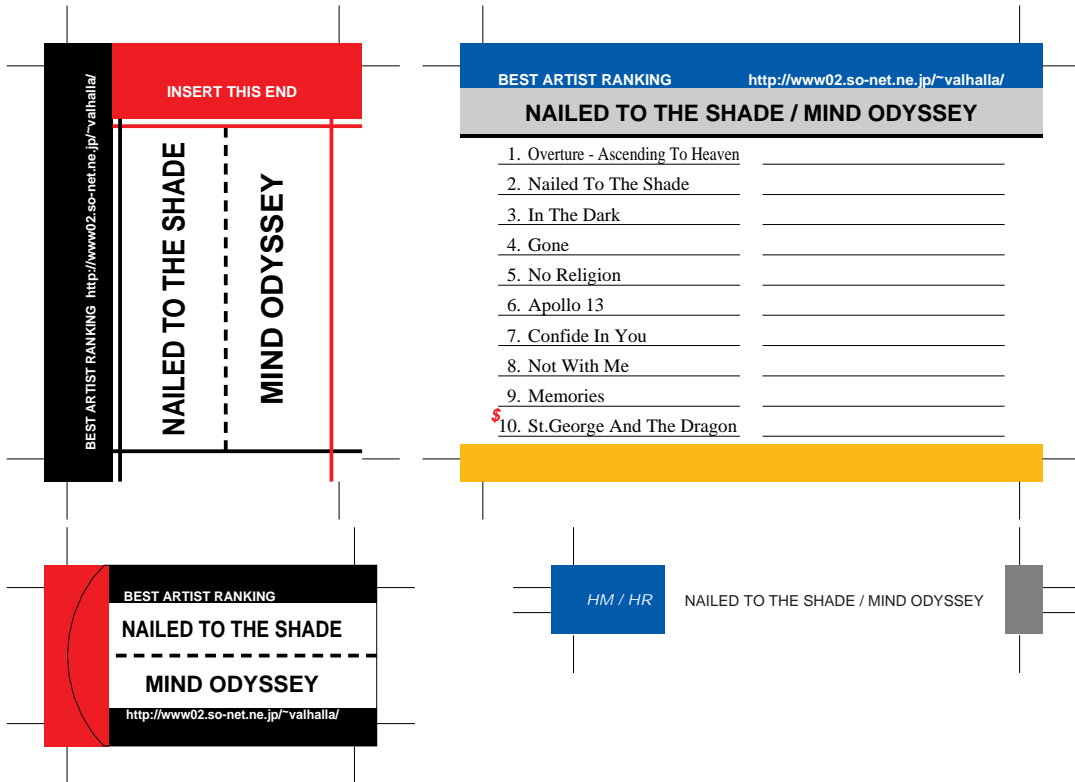 INSERT THIS END
BEST ARTIST RANKING http://www02.so-net.ne.jp/~valhalla/
NAILED TO THE SHADE
MIND ODYSSEY
BEST ARTIST RANKING http://www02.so-net.ne.jp/~valhalla/
NAILED TO THE SHADE / MIND ODYSSEY
1. Overture - Ascending To Heaven
2. Nailed To The Shade
3. In The Dark
4. Gone
5. No Religion
6. Apollo 13
7. Confide In You
8. Not With Me
9. Memories
$
10. St.George And The Dragon
BEST ARTIST RANKING
NAILED TO THE SHADE
MIND ODYSSEY
http://www02.so-net.ne.jp/~valhalla/
HM / HR
NAILED TO THE SHADE / MIND ODYSSEY